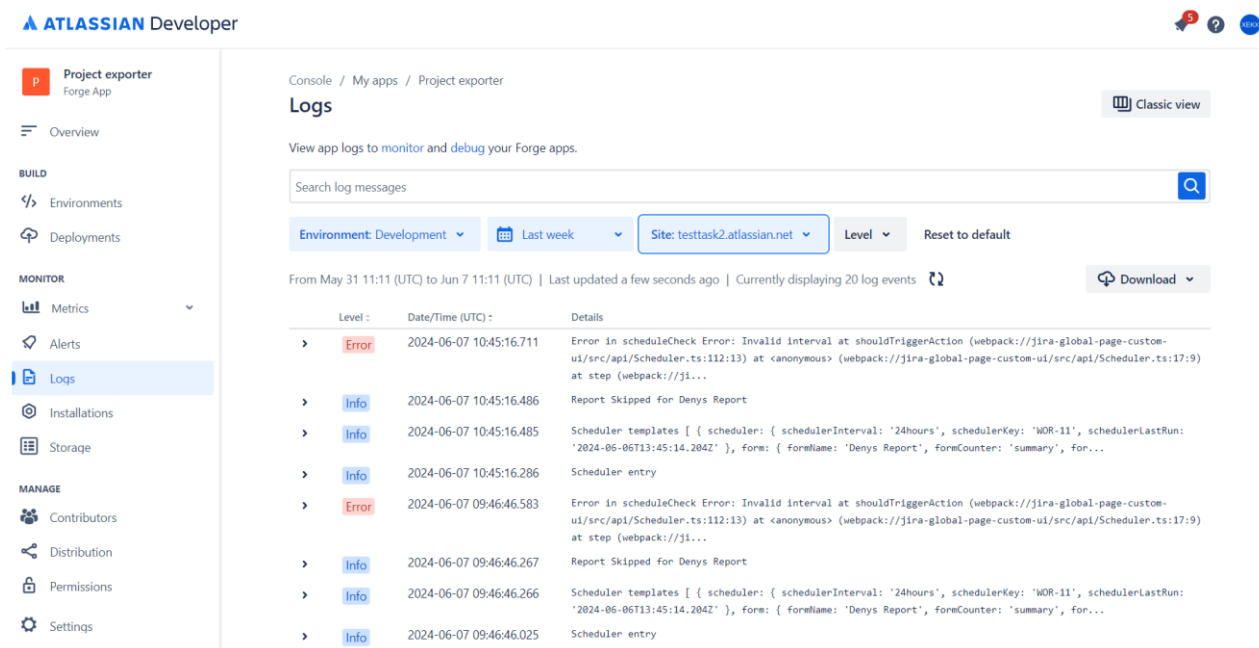 ATLASSIAN Developer
5
XEKX
P
Project exporter
Forge App
Overview
BUILD
Environments
Deployments
MONITOR
Metrics
Alerts
Logs
Installations
Storage
MANAGE
Contributors
Distribution
Permissions
Settings
Console / My apps / Project exporter
Logs
Classic view
View app logs to monitor and debug your Forge apps.
Search log messages
Environment: Development
Last week
Site: testtask2.atlassian.net
Level
Reset to default
From May 31 11:11 (UTC) to Jun 7 11:11 (UTC) | Last updated a few seconds ago | Currently displaying 20 log events
Download
Level Date/Time (UTC) Details
Error 2024-06-07 10:45:16.711 Error in scheduleCheck Error: Invalid interval at shouldTriggerAction (webpack://jira-global-page-custom-
ui/src/api/Scheduler.ts:112:13) at <anonymous> (webpack://jira-global-page-custom-ui/src/api/Scheduler.ts:17:9)
at step (webpack://ji...
Info 2024-06-07 10:45:16.486 Report Skipped for Denys Report
Info 2024-06-07 10:45:16.485 Scheduler templates [ { scheduler: { schedulerInterval: '24hours', schedulerKey: 'WOR-11', schedulerLastRun:
'2024-06-06T13:45:14.204Z' }, form: { formName: 'Denys Report', formCounter: 'summary', for...
Info 2024-06-07 10:45:16.286 Scheduler entry
Error 2024-06-07 09:46:46.583 Error in scheduleCheck Error: Invalid interval at shouldTriggerAction (webpack://jira-global-page-custom-
ui/src/api/Scheduler.ts:112:13) at <anonymous> (webpack://jira-global-page-custom-ui/src/api/Scheduler.ts:17:9)
at step (webpack://ji...
Info 2024-06-07 09:46:46.267 Report Skipped for Denys Report
Info 2024-06-07 09:46:46.266 Scheduler templates [ { scheduler: { schedulerInterval: '24hours', schedulerKey: 'WOR-11', schedulerLastRun:
'2024-06-06T13:45:14.204Z' }, form: { formName: 'Denys Report', formCounter: 'summary', for...
Info 2024-06-07 09:46:46.025 Scheduler entry